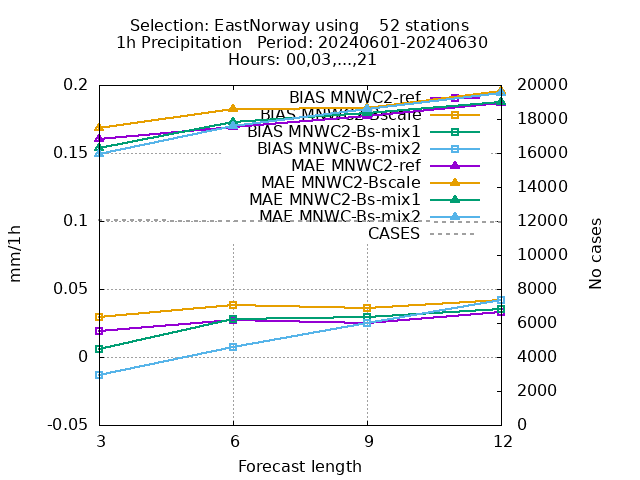 Selection: EastNorway using    52 stations
1h Precipitation   Period: 20240601-20240630
Hours: 00,03,...,21
0.2
0.15
0.1
0.05
0
-0.05
mm/1h
BIAS MNWC2-ref
BIAS MNWC2-Bscale
BIAS MNWC2-Bs-mix1
BIAS MNWC-Bs-mix2
MAE MNWC2-ref
MAE MNWC2-Bscale
MAE MNWC2-Bs-mix1
MAE MNWC-Bs-mix2
CASES
20000
18000
16000
14000
12000
10000
8000
6000
4000
2000
0
No cases
3 6 9 12
Forecast length